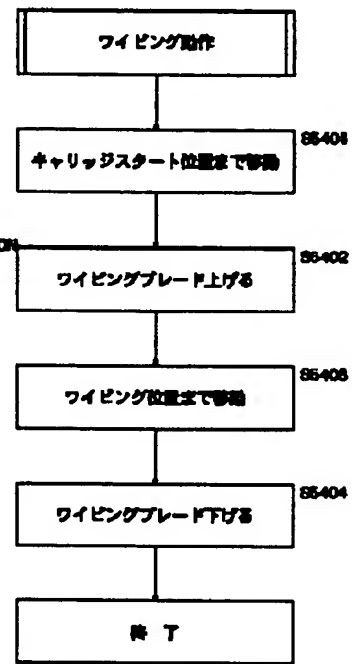 ワイピング動作
S5401
キャリッジスタート位置まで移動
ON
S5402
ワイピングブレード上げる
S5403
ワイピング位置まで移動
S5404
ワイピングブレード下げる
終了